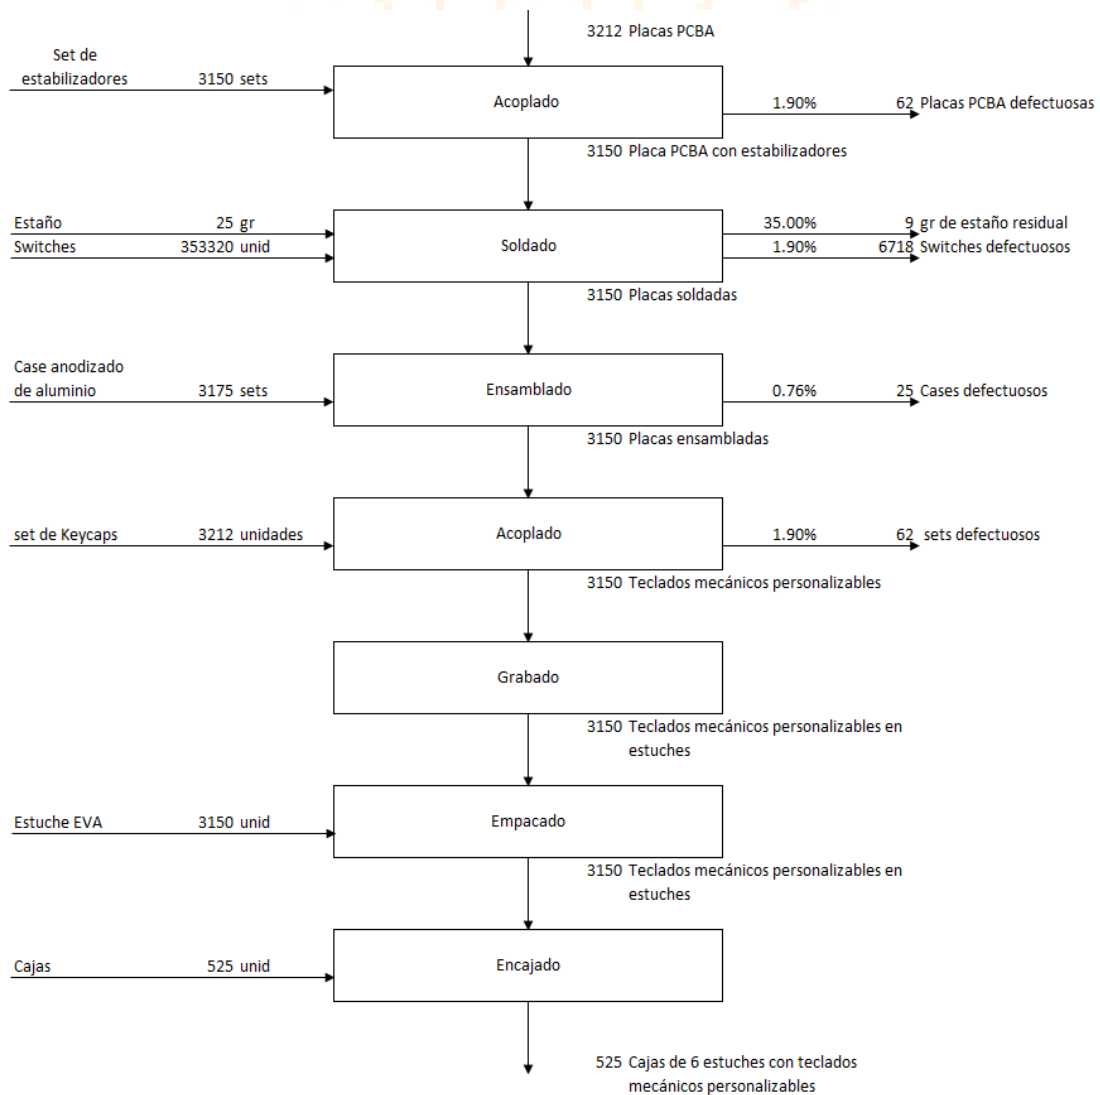 3212 Placas PCBA
Set de
estabilizadores 3150 sets
Acoplado
1.90% 62 Placas PCBA defectuosas
3150 Placa PCBA con estabilizadores
Estaño 25 gr
Switches 353320 unid
Soldado
35.00% 9 gr de estaño residual
1.90% 6718 Switches defectuosos
3150 Placas soldadas
Case anodizado
de aluminio 3175 sets
Ensamblado
0.76% 25 Cases defectuosos
3150 Placas ensambladas
set de Keycaps 3212 unidades
Acoplado
1.90% 62 sets defectuosos
3150 Teclados mecánicos personalizables
Grabado
3150 Teclados mecánicos personalizables en
estuches
Estuche EVA 3150 unid
Empacado
3150 Teclados mecánicos personalizables en
estuches
Cajas 525 unid
Encajado
525 Cajas de 6 estuches con teclados
mecánicos personalizables